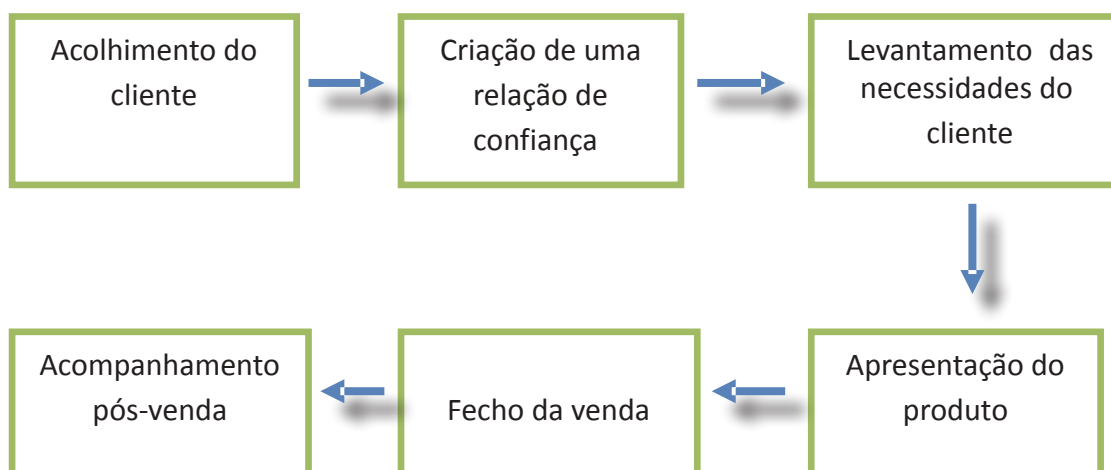 Acolhimento do
cliente
Criação de uma
relação de
confiança
Levantamento das
necessidades do
cliente
Apresentação do
produto
Fecho da venda
Acompanhamento
pós-venda